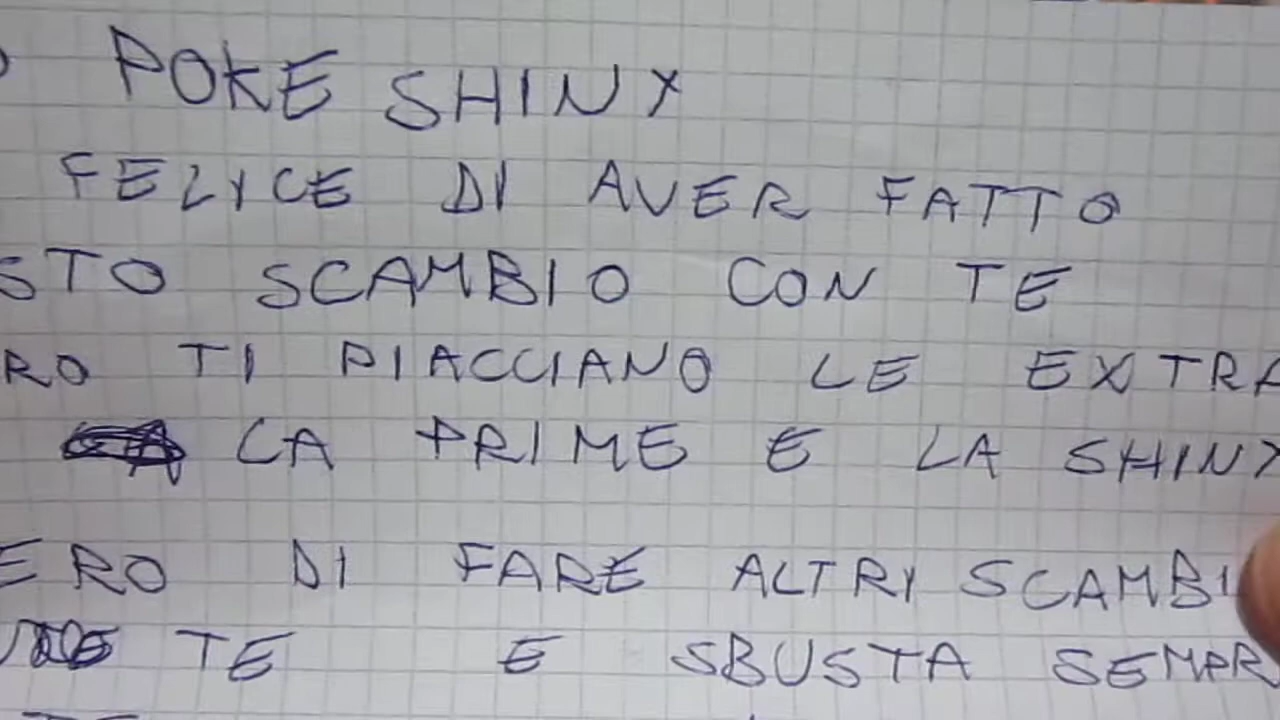 POKE SHINY
FELICE DI AVER FATTO
STO SCAMBIO CON TE
RO TI PIACCIANO LE EXTRA
LA PRIME E LA SHINY
ERO DI FARE ALTRI SCAMBI
TE E SBUSTA SEMPR